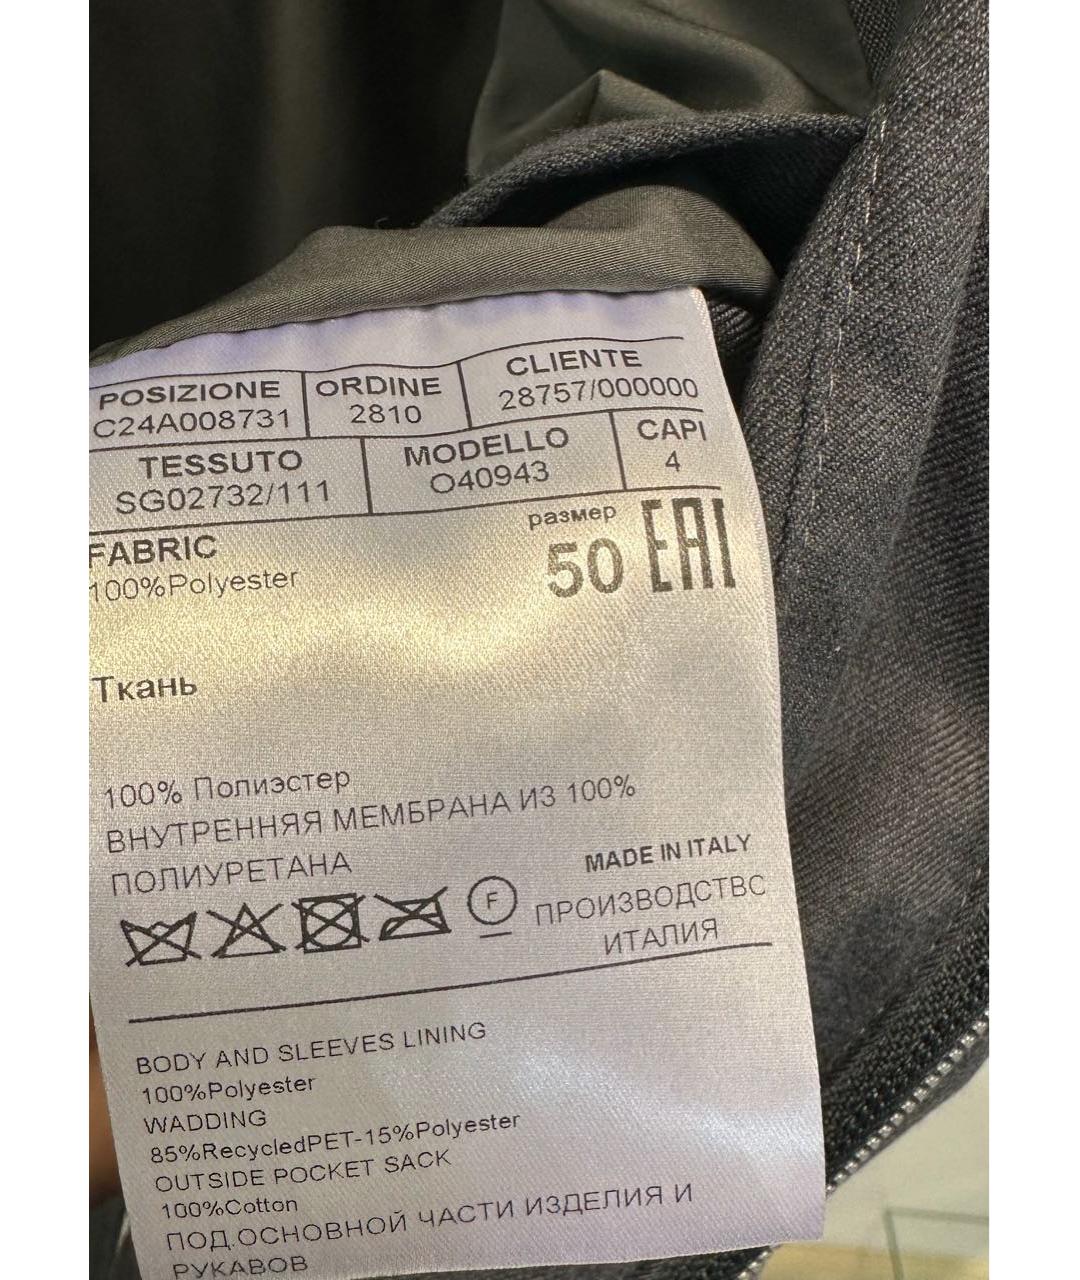 POSIZIONE ORDINE CLIENTE
C24A008731 2810 28757/000000
TESSUTO MODELLO CAPI
SG02732/111 O40943 4
FABRIC
100%Polyester
размер
50 EAC
Ткань
100% Полиэстер
ВНУТРЕННЯЯ МЕМБРАНА ИЗ 100%
ПОЛИУРЕТАНА
F
MADE IN ITALY
ПРОИЗВОДСТВО
ИТАЛИЯ
BODY AND SLEEVES LINING
100%Polyester
WADDING
85%RecycledPET-15%Polyester
OUTSIDE POCKET SACK
100%Cotton
ПОД.ОСНОВНОЙ ЧАСТИ ИЗДЕЛИЯ И
РУКАВОВ